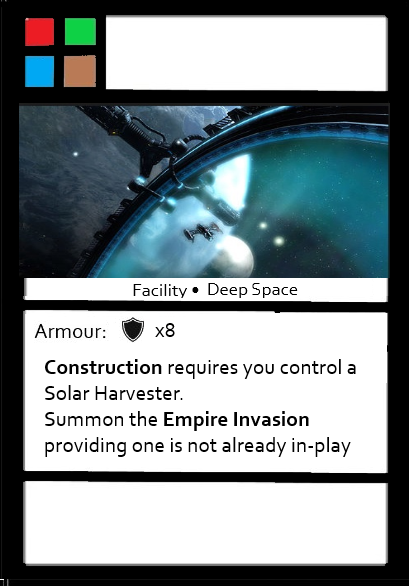 Facility • Deep Space
Armour: x8
Construction requires you control a
Solar Harvester.
Summon the Empire Invasion
providing one is not already in-play